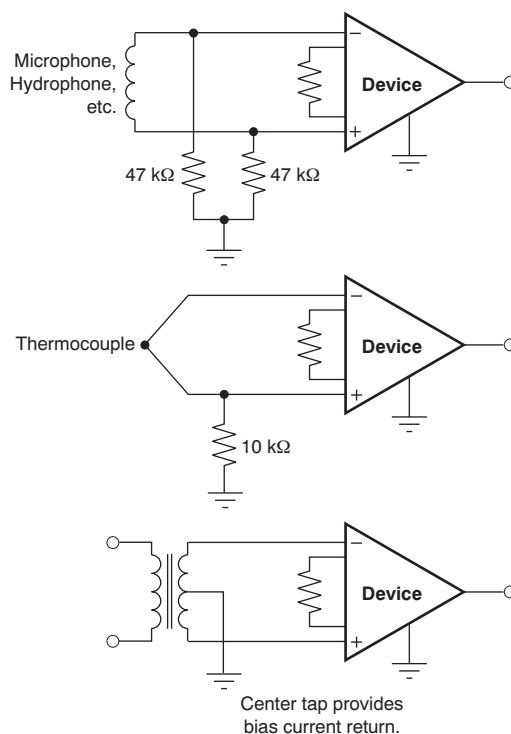 Microphone,
Hydrophone,
etc.
−
Device
+
47 kΩ
47 kΩ
−
Thermocouple
Device
+
10 kΩ
−
Device
+
Center tap provides
bias current return.